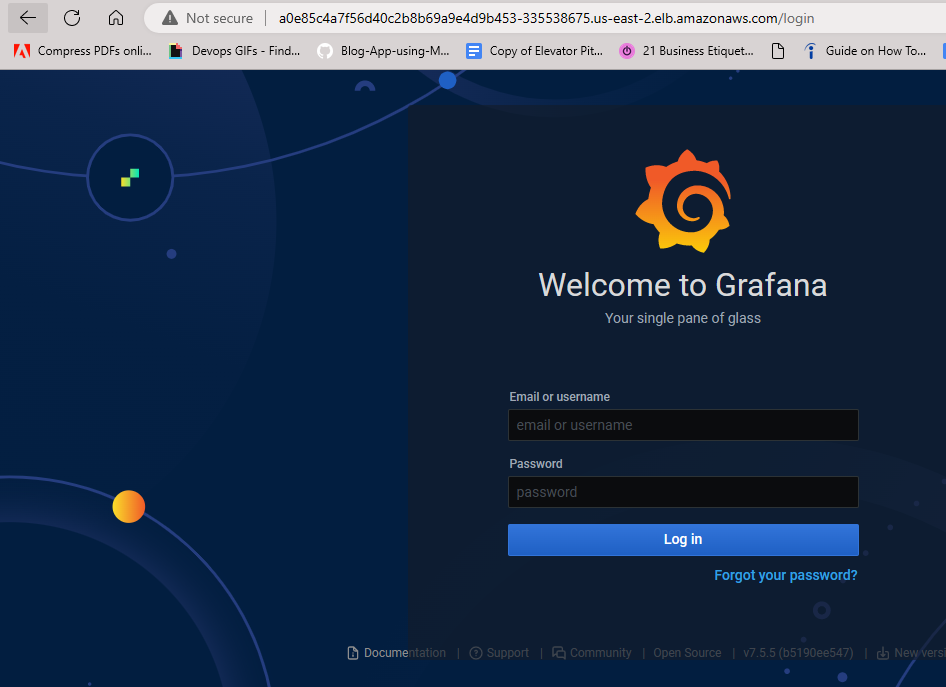 Not secure | a0e85c4a7f56d40c2b8b69a9e4d9b453-335538675.us-east-2.elb.amazonaws.com/login
Compress PDFs onli... Devops GIFs - Find... Blog-App-using-M... Copy of Elevator Pit... 21 Business Etiquet... Guide on How To...
Welcome to Grafana
Your single pane of glass
Email or username
email or username
Password
password
Log in
Forgot your password?
Documentation | Support | Community | Open Source | v7.5.5 (b5190ee547) | New versi